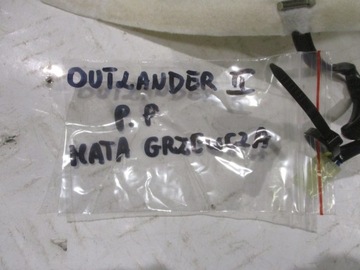 OUTLANDER II
P.P
MATA GRZEWCZA